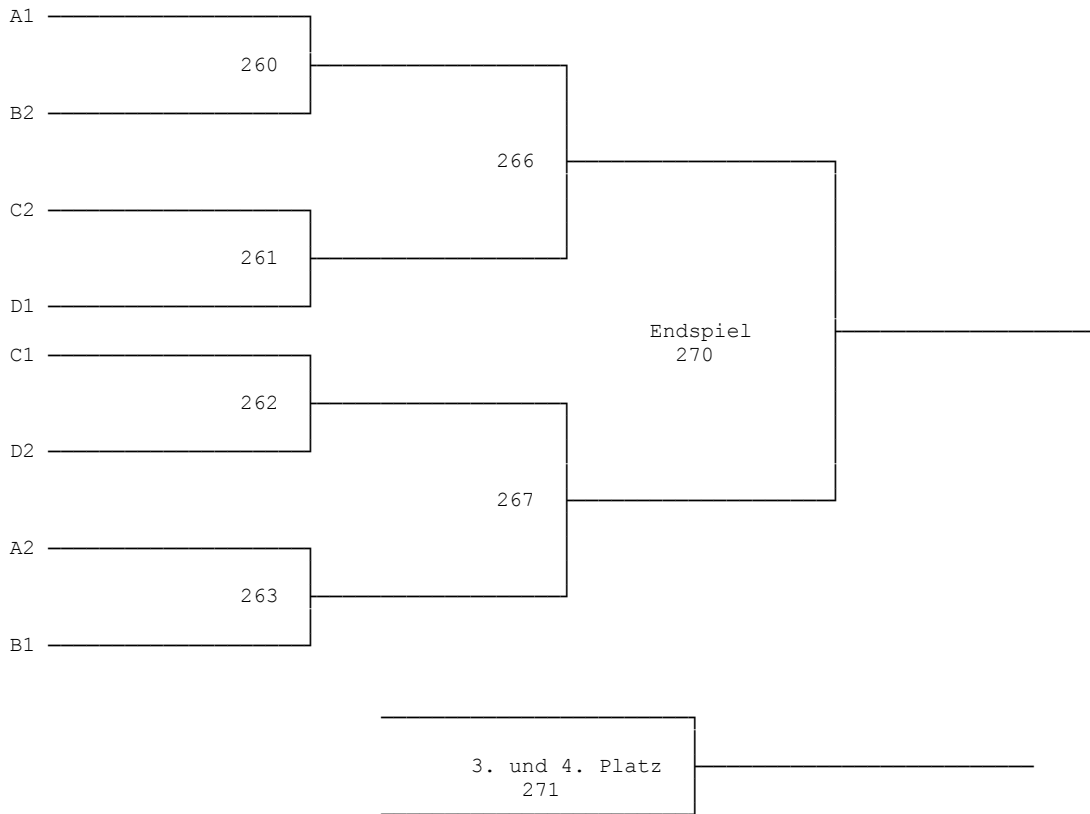 A1
260
B2
266
C2
261
D1
Endspiel
270
C1
262
D2
267
A2
263
B1
3. und 4. Platz
271